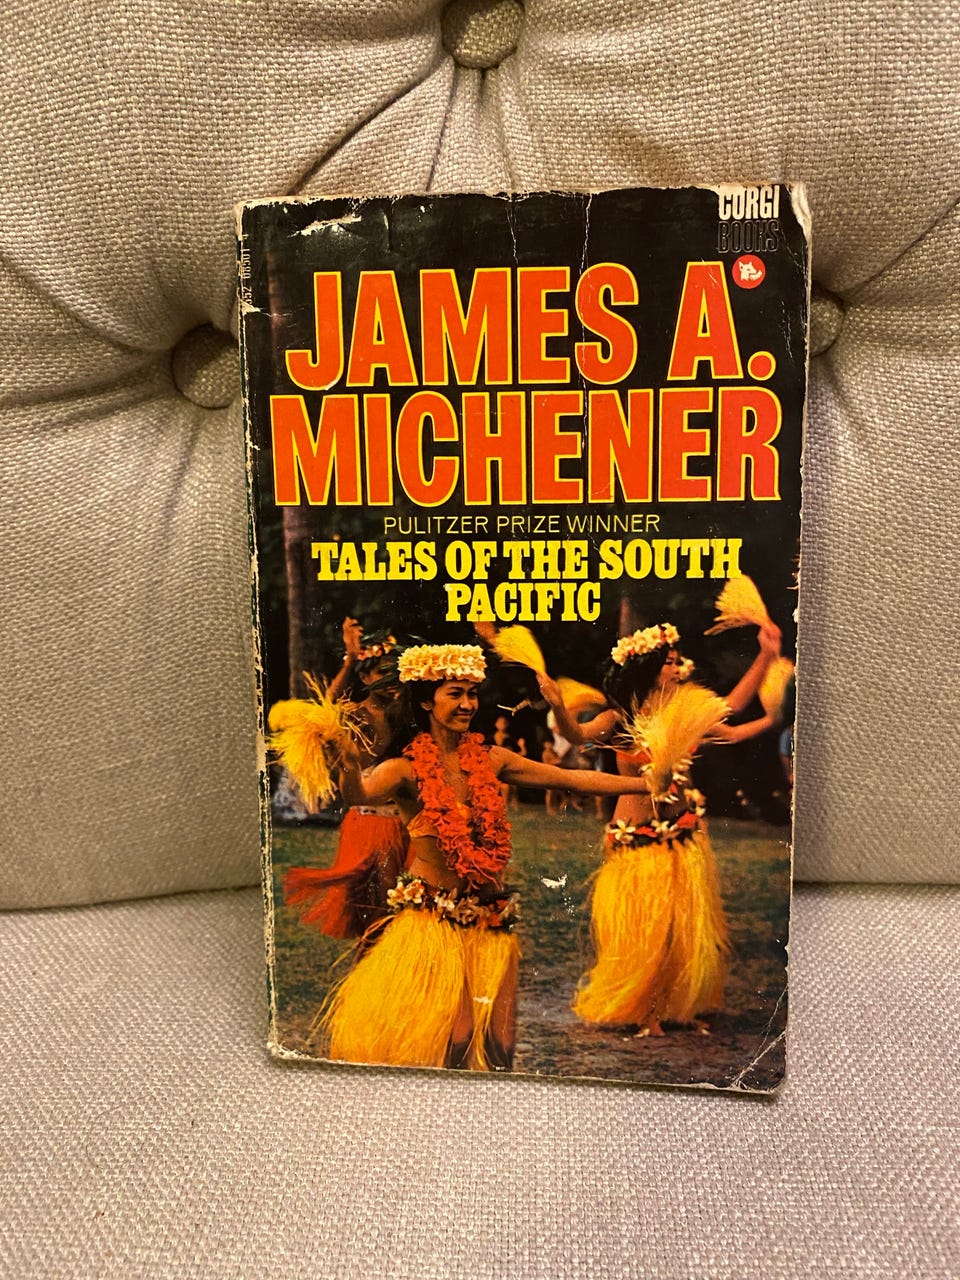 CORGI
BOOKS
JAMES A.
MICHENER
PULITZER PRIZE WINNER
TALES OF THE SOUTH
PACIFIC